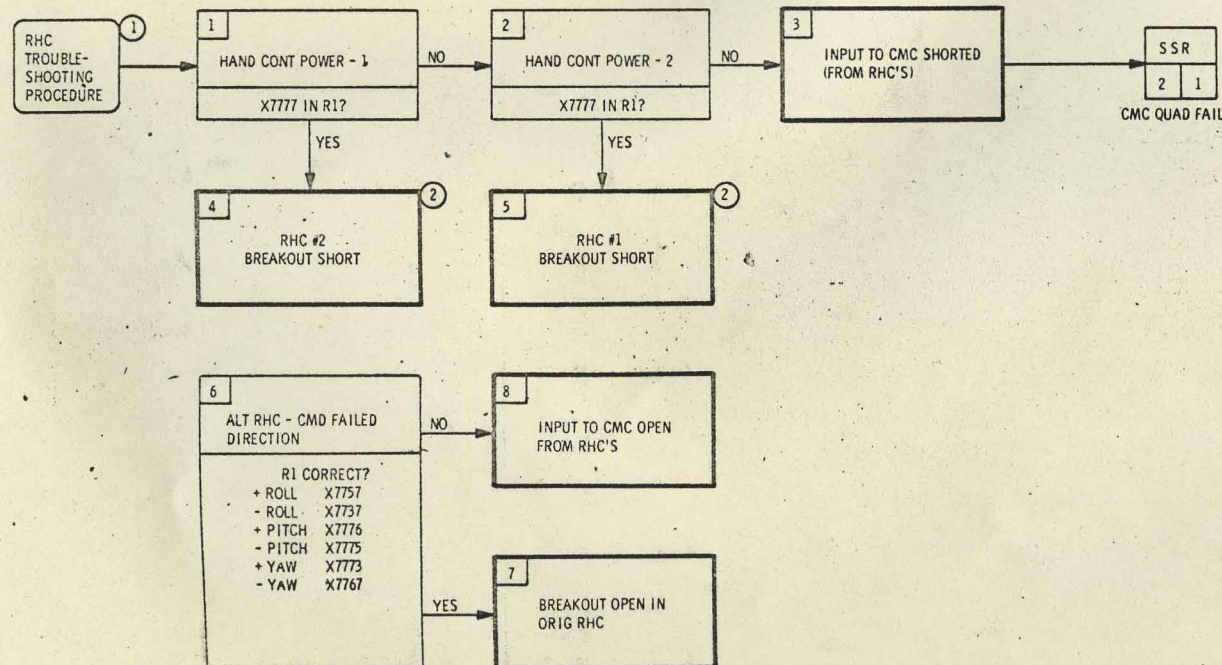 RHC
TROUBLE-
SHOOTING
PROCEDURE
1
1
HAND CONT POWER - 1
X7777 IN R1?
NO
YES
2
HAND CONT POWER - 2
X7777 IN R1?
NO
YES
3
INPUT TO CMC SHORTED
(FROM RHC'S)
SSR
2 1
CMC QUAD FAIL
4
2
RHC #2
BREAKOUT SHORT
5
2
RHC #1
BREAKOUT SHORT
6
ALT RHC - CMD FAILED
DIRECTION
R1 CORRECT?
+ ROLL X7757
- ROLL X7737
+ PITCH X7776
- PITCH X7775
+ YAW X7773
- YAW X7767
NO
YES
8
INPUT TO CMC OPEN
FROM RHC'S
7
BREAKOUT OPEN IN
ORIG RHC